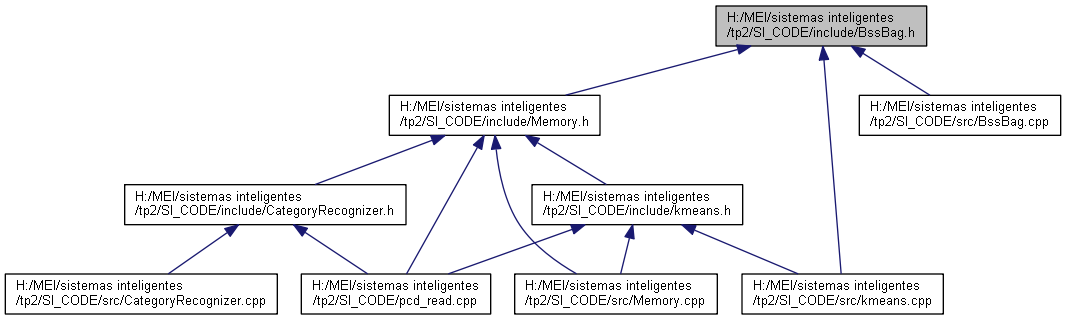 H:/MEI/sistemas inteligentes
/tp2/SI_CODE/include/BssBag.h
H:/MEI/sistemas inteligentes
/tp2/SI_CODE/include/Memory.h
H:/MEI/sistemas inteligentes
/tp2/SI_CODE/src/BssBag.cpp
H:/MEI/sistemas inteligentes
/tp2/SI_CODE/include/CategoryRecognizer.h
H:/MEI/sistemas inteligentes
/tp2/SI_CODE/include/kmeans.h
H:/MEI/sistemas inteligentes
/tp2/SI_CODE/src/CategoryRecognizer.cpp
H:/MEI/sistemas inteligentes
/tp2/SI_CODE/pcd_read.cpp
H:/MEI/sistemas inteligentes
/tp2/SI_CODE/src/Memory.cpp
H:/MEI/sistemas inteligentes
/tp2/SI_CODE/src/kmeans.cpp